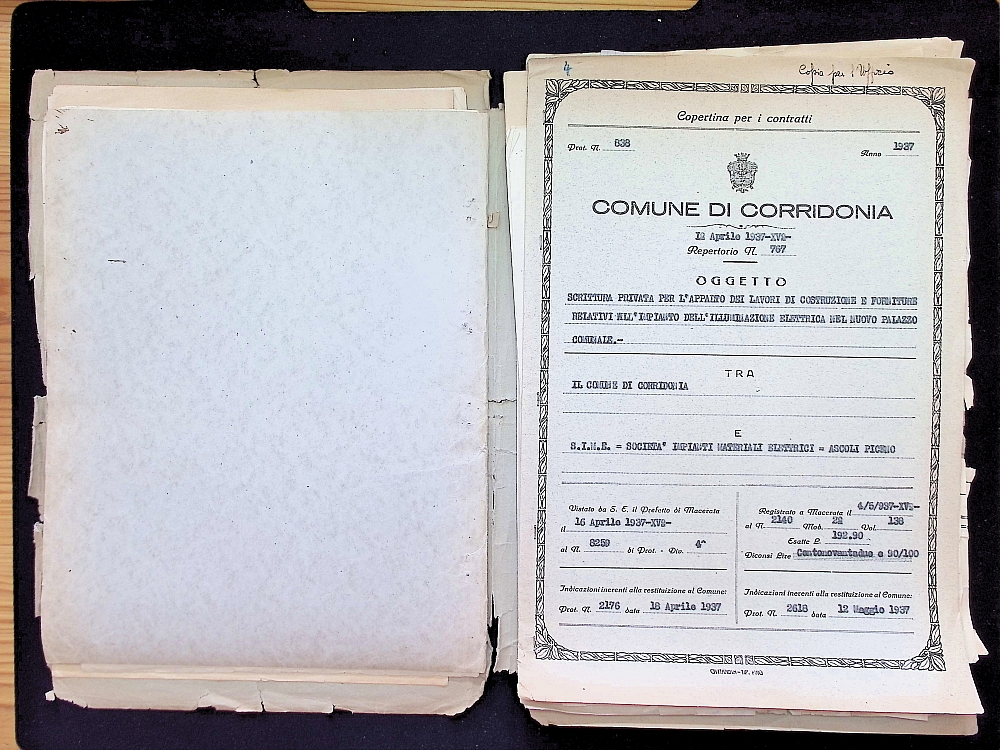 4
Copia per l'Ufficio
Copertina per i contratti
Prot. N. 838
Anno 1937
COMUNE DI CORRIDONIA
12 Aprile 1937-XV°-
Repertorio N. 767
OGGETTO
SCRITTURA PRIVATA PER L'APPALTO DEI LAVORI DI COSTRUZIONE E FORNITURE
RELATIVI ALL'IMPIANTO DELL'ILLUMINAZIONE ELETTRICA NEL NUOVO PALAZZO
COMUNALE.-
TRA
IL COMUNE DI CORRIDONIA
E
S.I.M.E. = SOCIETA' IMPIANTI MATERIALI ELETTRICI = ASCOLI PICENO
Vistato da S. E. il Prefetto di Macerata
il 16 Aprile 1937-XV°-
al N. 8259 di Prot. - Div. 4^
Indicazioni inerenti alla restituzione al Comune:
Prot. N. 2176 data 18 Aprile 1937
Registrato a Macerata il 4/5/937-XV°-
al N. 2140 Mod. 22 Vol. 138
Esatte L. 192.90
Diconsi Lire Centonovantadue e 90/100
Indicazioni inerenti alla restituzione al Comune:
Prot. N. 2618 data 12 Maggio 1937